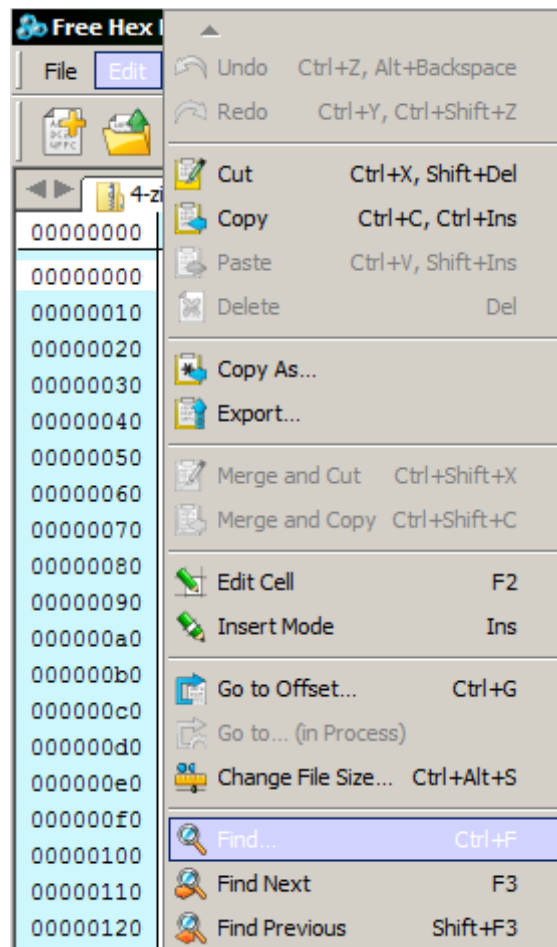 Free Hex
File Edit
Undo Ctrl+Z, Alt+Backspace
Redo Ctrl+Y, Ctrl+Shift+Z
Cut Ctrl+X, Shift+Del
Copy Ctrl+C, Ctrl+Ins
Paste Ctrl+V, Shift+Ins
Delete Del
Copy As...
Export...
Merge and Cut Ctrl+Shift+X
Merge and Copy Ctrl+Shift+C
Edit Cell F2
Insert Mode Ins
Go to Offset... Ctrl+G
Go to... (in Process)
Change File Size... Ctrl+Alt+S
Find... Ctrl+F
Find Next F3
Find Previous Shift+F3
4-zi
00000000
00000000
00000010
00000020
00000030
00000040
00000050
00000060
00000070
00000080
00000090
000000a0
000000b0
000000c0
000000d0
000000e0
000000f0
00000100
00000110
00000120